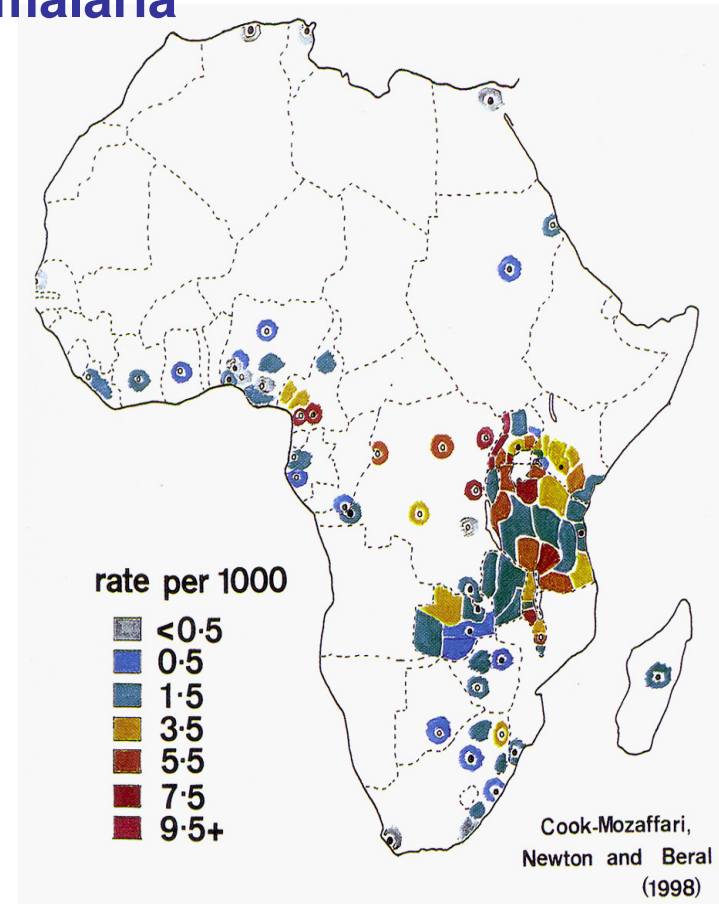 malaria
rate per 1000
<0·5
0·5
1·5
3·5
5·5
7·5
9·5+
Cook-Mozaffari,
Newton and Beral
(1998)